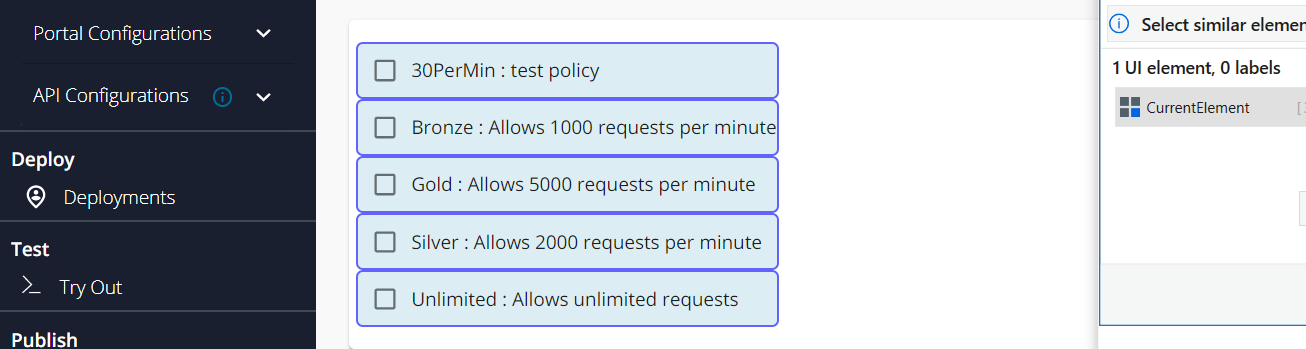 Portal Configurations
API Configurations
Deploy
Deployments
Test
Try Out
Publish
30PerMin : test policy
Bronze : Allows 1000 requests per minute
Gold : Allows 5000 requests per minute
Silver : Allows 2000 requests per minute
Unlimited : Allows unlimited requests
Select similar elemen
1 UI element, 0 labels
CurrentElement